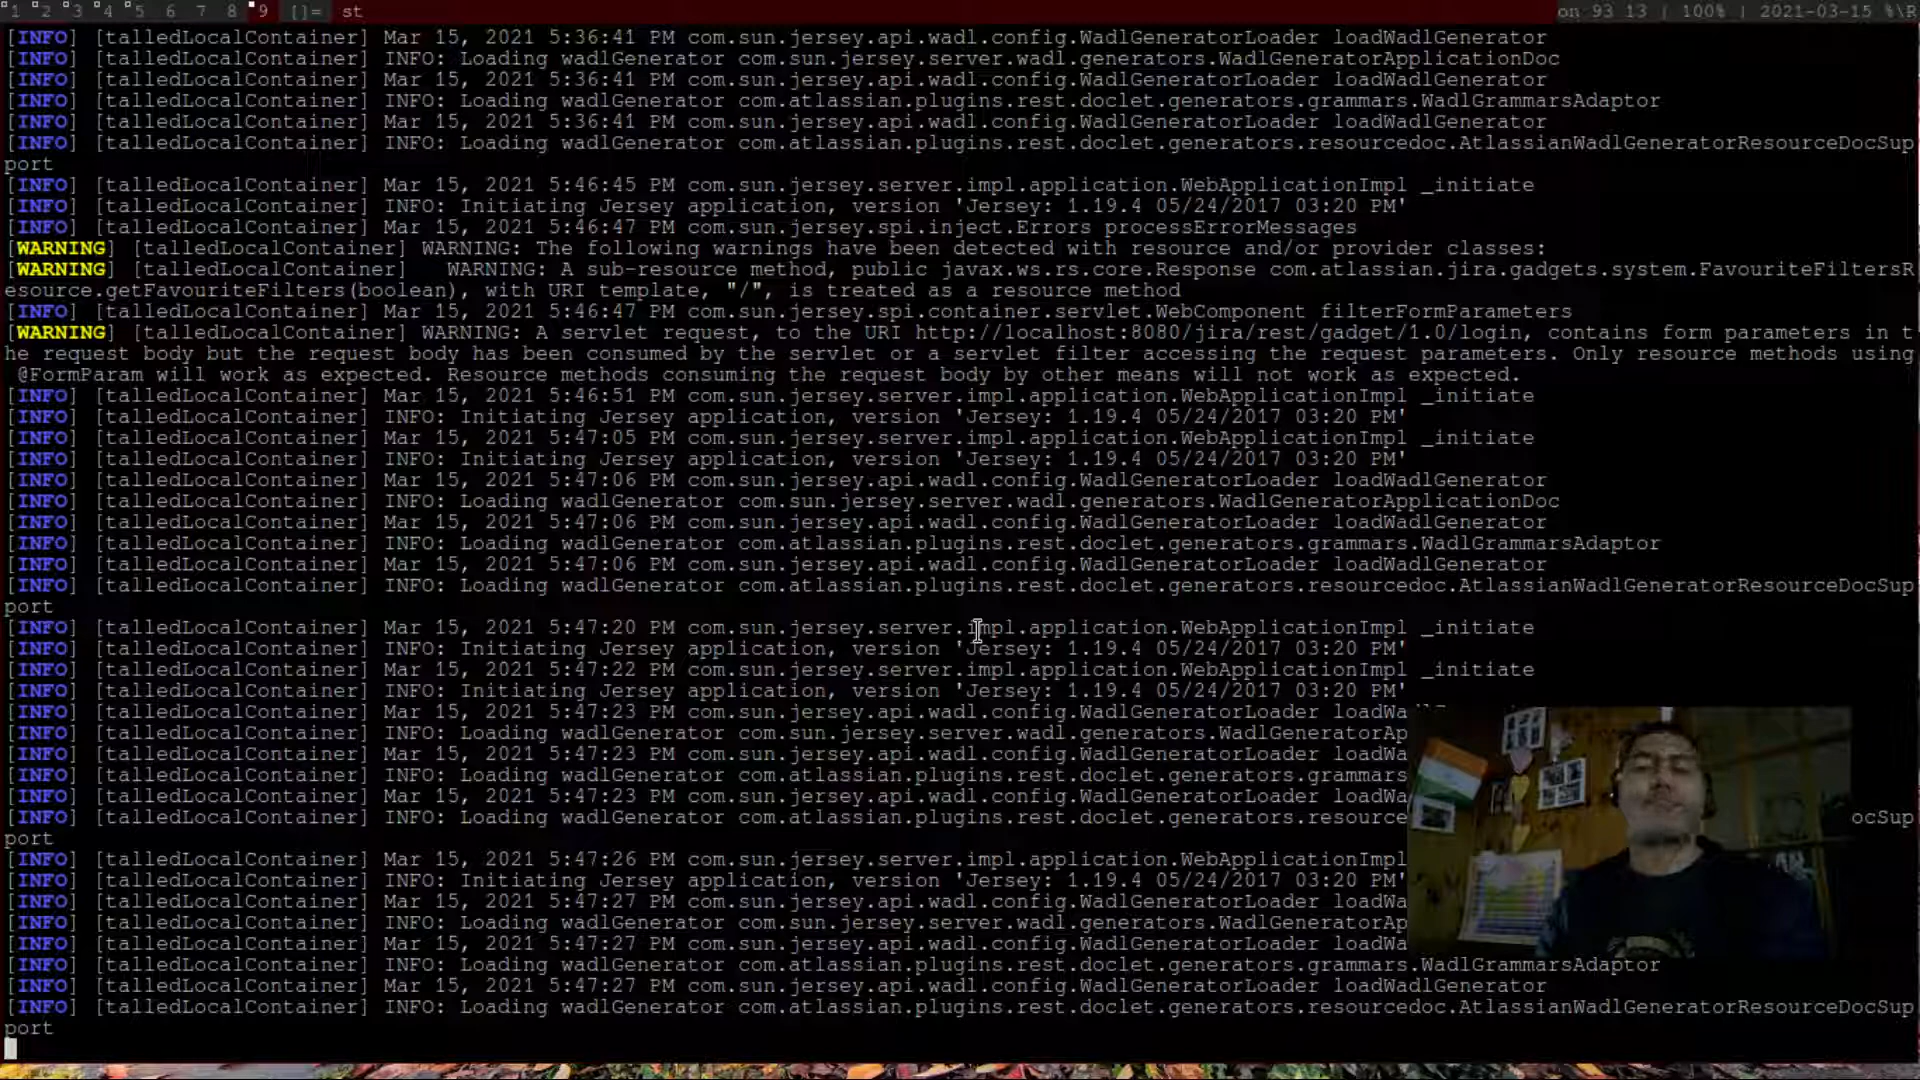 1 2 3 4 5 6 7 8 9 []= st on 93 13 | 100% | 2021-03-15 %\R
[INFO] [talledLocalContainer] Mar 15, 2021 5:36:41 PM com.sun.jersey.api.wadl.config.WadlGeneratorLoader loadWadlGenerator
[INFO] [talledLocalContainer] INFO: Loading wadlGenerator com.sun.jersey.server.wadl.generators.WadlGeneratorApplicationDoc
[INFO] [talledLocalContainer] Mar 15, 2021 5:36:41 PM com.sun.jersey.api.wadl.config.WadlGeneratorLoader loadWadlGenerator
[INFO] [talledLocalContainer] INFO: Loading wadlGenerator com.atlassian.plugins.rest.doclet.generators.grammars.WadlGrammarsAdaptor
[INFO] [talledLocalContainer] Mar 15, 2021 5:36:41 PM com.sun.jersey.api.wadl.config.WadlGeneratorLoader loadWadlGenerator
[INFO] [talledLocalContainer] INFO: Loading wadlGenerator com.atlassian.plugins.rest.doclet.generators.resourcedoc.AtlassianWadlGeneratorResourceDocSup
port
[INFO] [talledLocalContainer] Mar 15, 2021 5:46:45 PM com.sun.jersey.server.impl.application.WebApplicationImpl _initiate
[INFO] [talledLocalContainer] INFO: Initiating Jersey application, version 'Jersey: 1.19.4 05/24/2017 03:20 PM'
[INFO] [talledLocalContainer] Mar 15, 2021 5:46:47 PM com.sun.jersey.spi.inject.Errors processErrorMessages
[WARNING] [talledLocalContainer] WARNING: The following warnings have been detected with resource and/or provider classes:
[WARNING] [talledLocalContainer]   WARNING: A sub-resource method, public javax.ws.rs.core.Response com.atlassian.jira.gadgets.system.FavouriteFiltersR
esource.getFavouriteFilters(boolean), with URI template, "/", is treated as a resource method
[INFO] [talledLocalContainer] Mar 15, 2021 5:46:47 PM com.sun.jersey.spi.container.servlet.WebComponent filterFormParameters
[WARNING] [talledLocalContainer] WARNING: A servlet request, to the URI http://localhost:8080/jira/rest/gadget/1.0/login, contains form parameters in t
he request body but the request body has been consumed by the servlet or a servlet filter accessing the request parameters. Only resource methods using
@FormParam will work as expected. Resource methods consuming the request body by other means will not work as expected.
[INFO] [talledLocalContainer] Mar 15, 2021 5:46:51 PM com.sun.jersey.server.impl.application.WebApplicationImpl _initiate
[INFO] [talledLocalContainer] INFO: Initiating Jersey application, version 'Jersey: 1.19.4 05/24/2017 03:20 PM'
[INFO] [talledLocalContainer] Mar 15, 2021 5:47:05 PM com.sun.jersey.server.impl.application.WebApplicationImpl _initiate
[INFO] [talledLocalContainer] INFO: Initiating Jersey application, version 'Jersey: 1.19.4 05/24/2017 03:20 PM'
[INFO] [talledLocalContainer] Mar 15, 2021 5:47:06 PM com.sun.jersey.api.wadl.config.WadlGeneratorLoader loadWadlGenerator
[INFO] [talledLocalContainer] INFO: Loading wadlGenerator com.sun.jersey.server.wadl.generators.WadlGeneratorApplicationDoc
[INFO] [talledLocalContainer] Mar 15, 2021 5:47:06 PM com.sun.jersey.api.wadl.config.WadlGeneratorLoader loadWadlGenerator
[INFO] [talledLocalContainer] INFO: Loading wadlGenerator com.atlassian.plugins.rest.doclet.generators.grammars.WadlGrammarsAdaptor
[INFO] [talledLocalContainer] Mar 15, 2021 5:47:06 PM com.sun.jersey.api.wadl.config.WadlGeneratorLoader loadWadlGenerator
[INFO] [talledLocalContainer] INFO: Loading wadlGenerator com.atlassian.plugins.rest.doclet.generators.resourcedoc.AtlassianWadlGeneratorResourceDocSup
port
[INFO] [talledLocalContainer] Mar 15, 2021 5:47:20 PM com.sun.jersey.server.impl.application.WebApplicationImpl _initiate
[INFO] [talledLocalContainer] INFO: Initiating Jersey application, version 'Jersey: 1.19.4 05/24/2017 03:20 PM'
[INFO] [talledLocalContainer] Mar 15, 2021 5:47:22 PM com.sun.jersey.server.impl.application.WebApplicationImpl _initiate
[INFO] [talledLocalContainer] INFO: Initiating Jersey application, version 'Jersey: 1.19.4 05/24/2017 03:20 PM'
[INFO] [talledLocalContainer] Mar 15, 2021 5:47:23 PM com.sun.jersey.api.wadl.config.WadlGeneratorLoader loadWadl
[INFO] [talledLocalContainer] INFO: Loading wadlGenerator com.sun.jersey.server.wadl.generators.WadlGeneratorAp
[INFO] [talledLocalContainer] Mar 15, 2021 5:47:23 PM com.sun.jersey.api.wadl.config.WadlGeneratorLoader loadWa
[INFO] [talledLocalContainer] INFO: Loading wadlGenerator com.atlassian.plugins.rest.doclet.generators.grammars
[INFO] [talledLocalContainer] Mar 15, 2021 5:47:23 PM com.sun.jersey.api.wadl.config.WadlGeneratorLoader loadWa
[INFO] [talledLocalContainer] INFO: Loading wadlGenerator com.atlassian.plugins.rest.doclet.generators.resource ocSup
port
[INFO] [talledLocalContainer] Mar 15, 2021 5:47:26 PM com.sun.jersey.server.impl.application.WebApplicationImpl
[INFO] [talledLocalContainer] INFO: Initiating Jersey application, version 'Jersey: 1.19.4 05/24/2017 03:20 PM'
[INFO] [talledLocalContainer] Mar 15, 2021 5:47:27 PM com.sun.jersey.api.wadl.config.WadlGeneratorLoader loadWa
[INFO] [talledLocalContainer] INFO: Loading wadlGenerator com.sun.jersey.server.wadl.generators.WadlGeneratorAp
[INFO] [talledLocalContainer] Mar 15, 2021 5:47:27 PM com.sun.jersey.api.wadl.config.WadlGeneratorLoader loadWa
[INFO] [talledLocalContainer] INFO: Loading wadlGenerator com.atlassian.plugins.rest.doclet.generators.grammars.WadlGrammarsAdaptor
[INFO] [talledLocalContainer] Mar 15, 2021 5:47:27 PM com.sun.jersey.api.wadl.config.WadlGeneratorLoader loadWadlGenerator
[INFO] [talledLocalContainer] INFO: Loading wadlGenerator com.atlassian.plugins.rest.doclet.generators.resourcedoc.AtlassianWadlGeneratorResourceDocSup
port